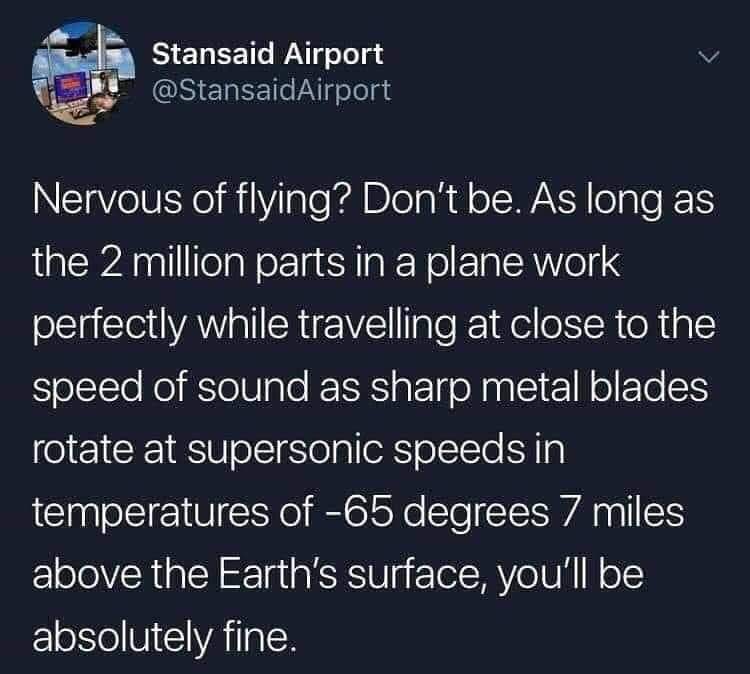 Stansaid Airport
@StansaidAirport
Nervous of flying? Don't be. As long as
the 2 million parts in a plane work
perfectly while travelling at close to the
speed of sound as sharp metal blades
rotate at supersonic speeds in
temperatures of -65 degrees 7 miles
above the Earth's surface, you'll be
absolutely fine.